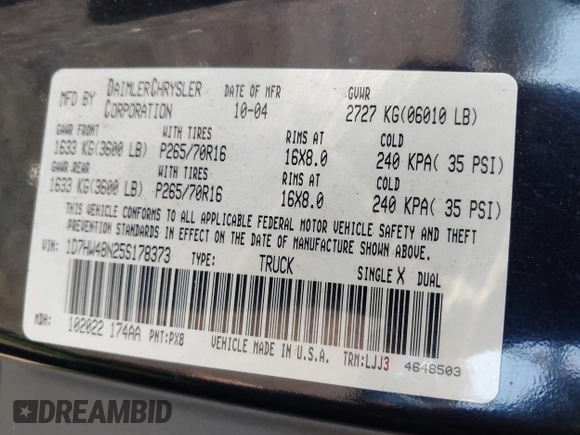 MFD BY DAIMLERCHRYSLER CORPORATION DATE OF MFR 10-04 GVWR 2727 KG(06010 LB)
GAWR FRONT WITH TIRES RIMS AT COLD
1633 KG(3600 LB) P265/70R16 16X8.0 240 KPA( 35 PSI)
GAWR.REAR WITH TIRES RIMS AT COLD
1633 KG(3600 LB) P265/70R16 16X8.0 240 KPA( 35 PSI)
THIS VEHICLE CONFORMS TO ALL APPLICABLE FEDERAL MOTOR VEHICLE SAFETY AND THEFT
PREVENTION STANDARDS IN EFFECT ON THE DATE OF MANUFACTURE SHOWN ABOVE.
VIN: 1D7HW48N25S178373 TYPE: TRUCK SINGLE X DUAL
MDH: 102022 174AA PNT:PX8 VEHICLE MADE IN U.S.A. TRM:LJJ3 4648503
DREAMBID